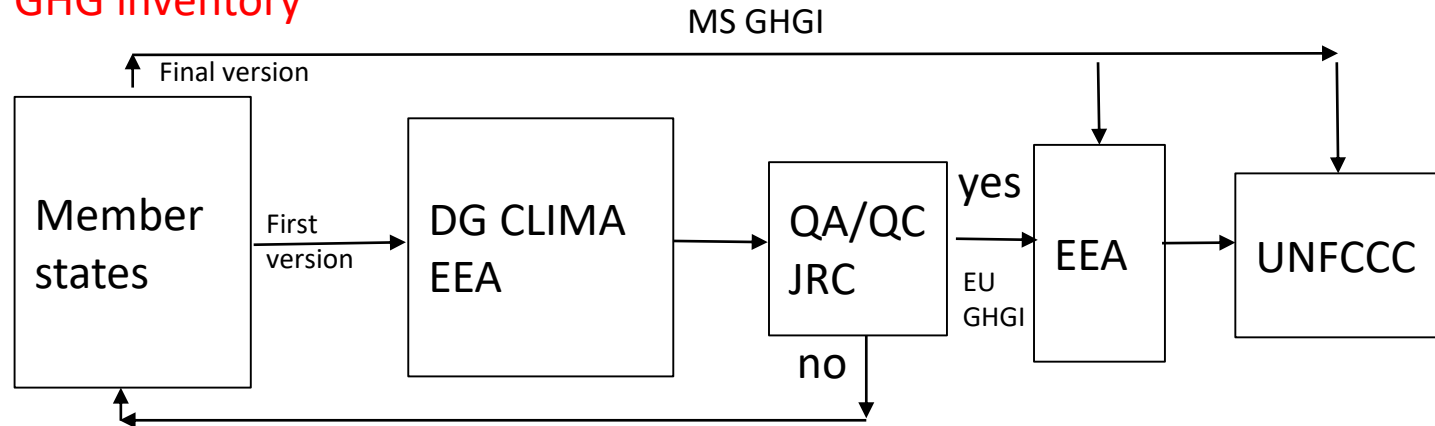 GHG inventory
MS GHGI
Final version
Member
states
First
version
DG CLIMA
EEA
QA/QC
JRC
yes
EU
GHGI
no
EEA
UNFCCC